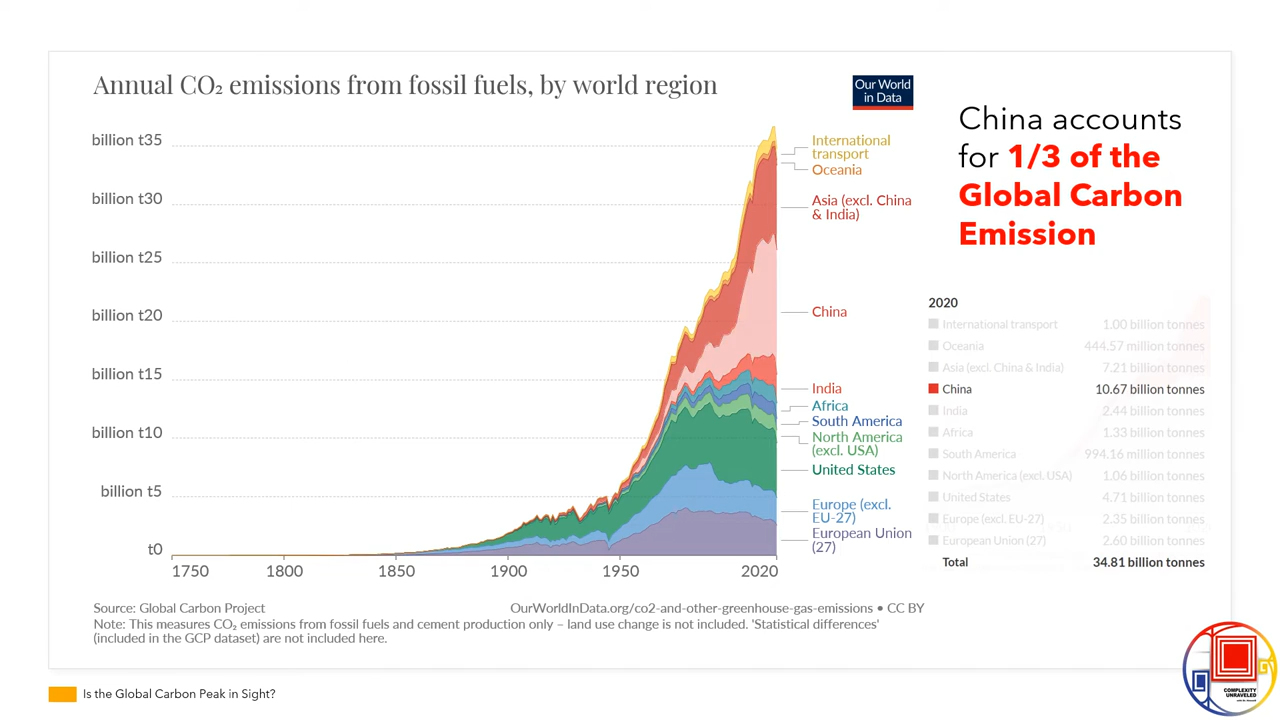 Annual CO₂ emissions from fossil fuels, by world region
Our World
in Data
China accounts
for 1/3 of the
Global Carbon
Emission
billion t35
billion t30
billion t25
billion t20
billion t15
billion t10
billion t5
t0
1750
1800
1850
1900
1950
2020
International
transport
Oceania
Asia (excl. China
& India)
China
India
Africa
South America
North America
(excl. USA)
United States
Europe (excl.
EU-27)
European Union
(27)
2020
International transport 1.00 billion tonnes
Oceania 444.57 million tonnes
Asia (excl. China & India) 7.21 billion tonnes
China 10.67 billion tonnes
India 2.44 billion tonnes
Africa 1.33 billion tonnes
South America 994.16 million tonnes
North America (excl. USA) 1.06 billion tonnes
United States 4.71 billion tonnes
Europe (excl. EU-27) 2.35 billion tonnes
European Union (27) 2.60 billion tonnes
Total 34.81 billion tonnes
Source: Global Carbon Project
OurWorldInData.org/co2-and-other-greenhouse-gas-emissions • CC BY
Note: This measures CO₂ emissions from fossil fuels and cement production only – land use change is not included. 'Statistical differences'
(included in the GCP dataset) are not included here.
Is the Global Carbon Peak in Sight?
COMPLEXITY
UNRAVELED